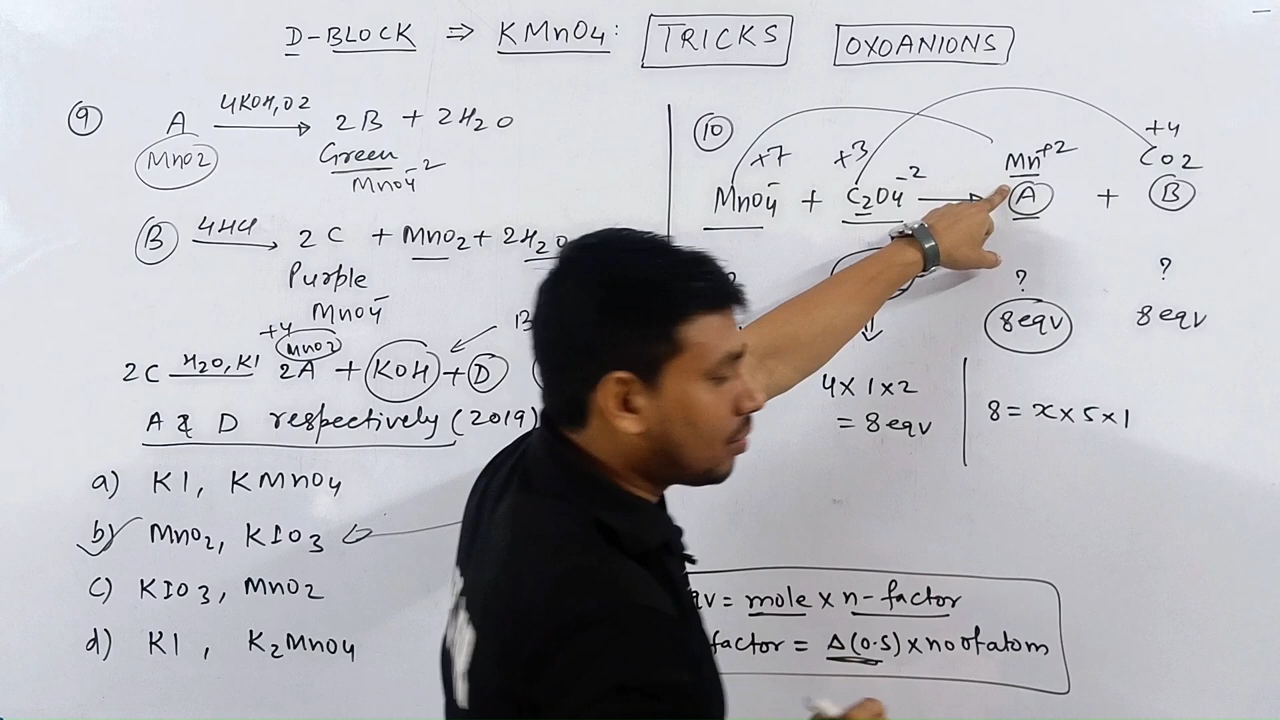 D-BLOCK ⇒ KMnO4: TRICKS OXOANIONS
9
A 4KOH, O2 → 2B + 2H2O
MnO2 Green
MnO4⁻²
B 4HCl → 2C + MnO2 + 2H2O
Purple
MnO4⁻
+4
MnO2
2C H2O, KI 2A + KOH + D
A & D respectively (2019)
a) KI, KMnO4
b) MnO2, KIO3
c) KIO3, MnO2
d) KI, K2MnO4
10
+7 +3 Mn⁺² +4
CO2
MnO4⁻ + C2O4⁻² → A + B
? ?
8eqv 8eqv
4 x 1 x 2
= 8eqv
8 = x x 5 x 1
= mole x n-factor
factor = Δ(O.S) x no of atom